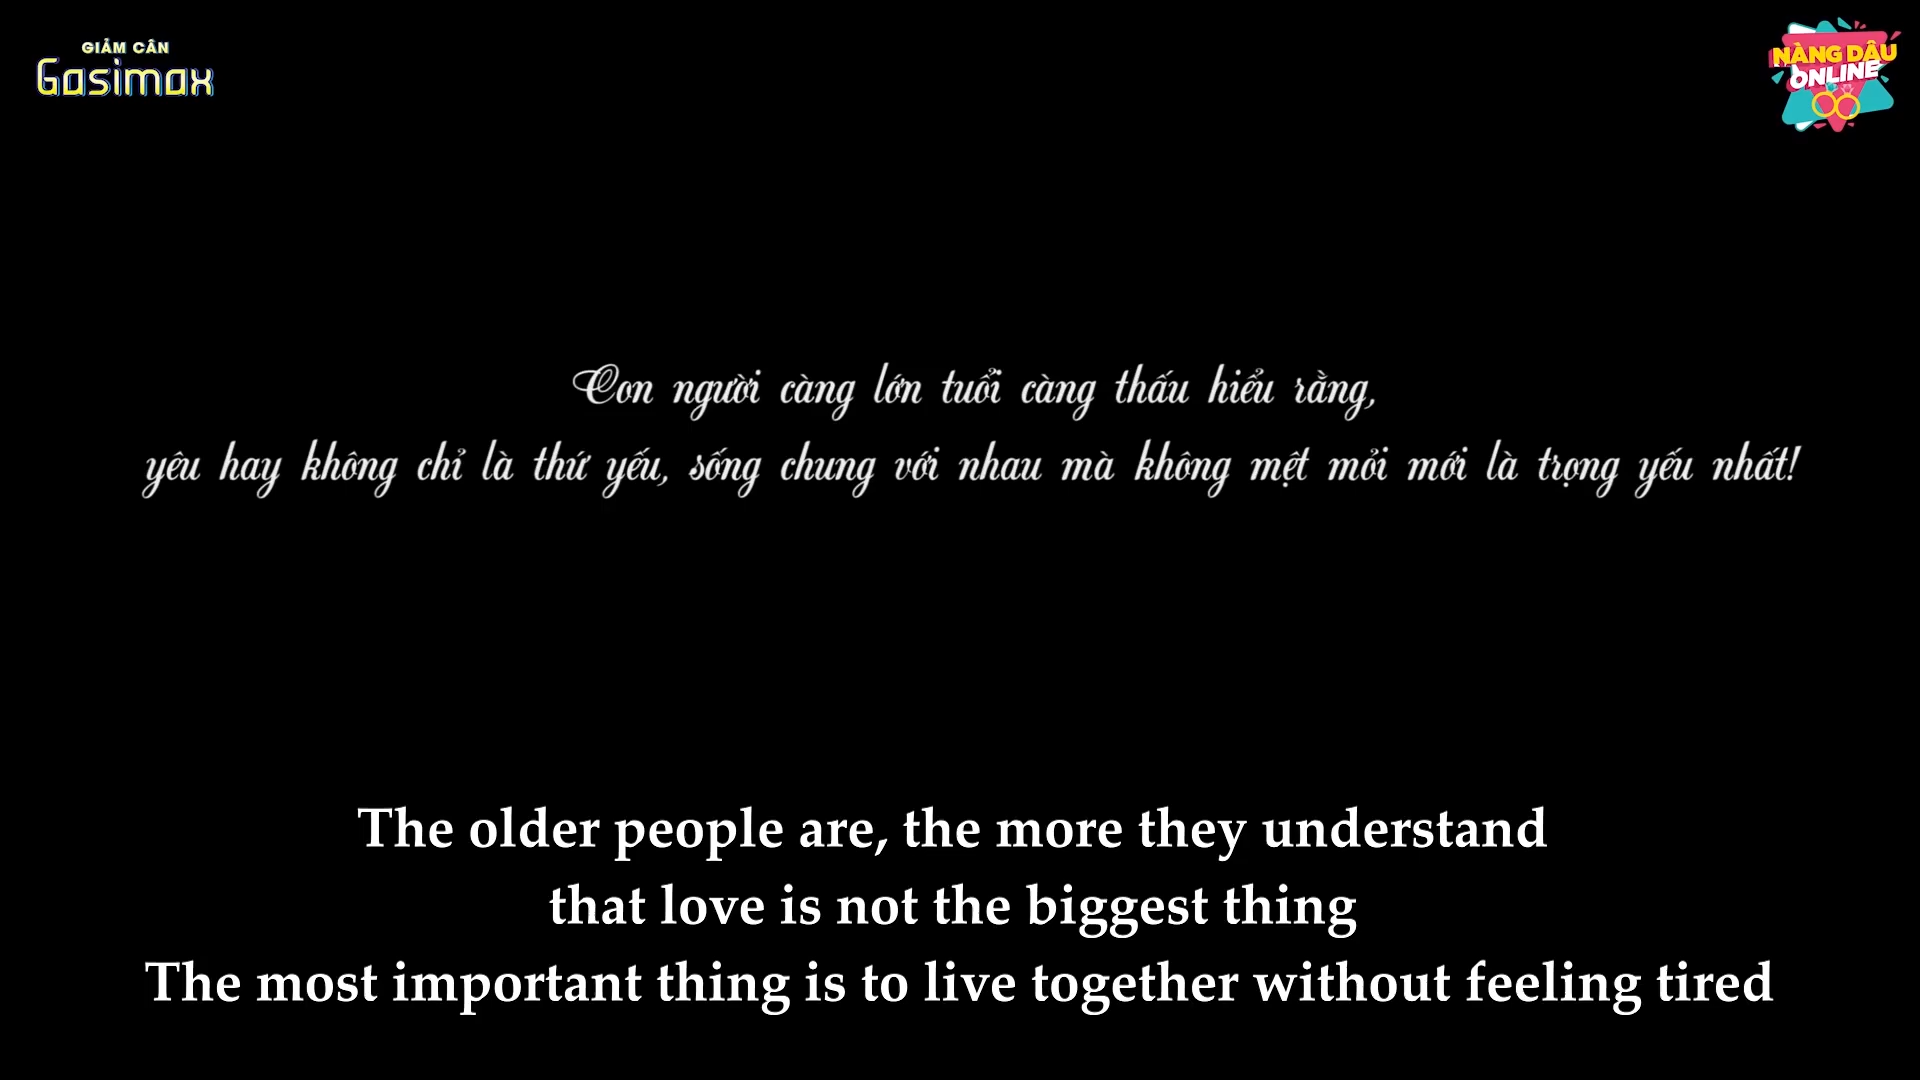 GIẢM CÂN
Gasimax
NÀNG DÂU
ONLINE
Con người càng lớn tuổi càng thấu hiểu rằng,
yêu hay không chỉ là thứ yếu, sống chung với nhau mà không mệt mỏi mới là trọng yếu nhất!
The older people are, the more they understand
that love is not the biggest thing
The most important thing is to live together without feeling tired